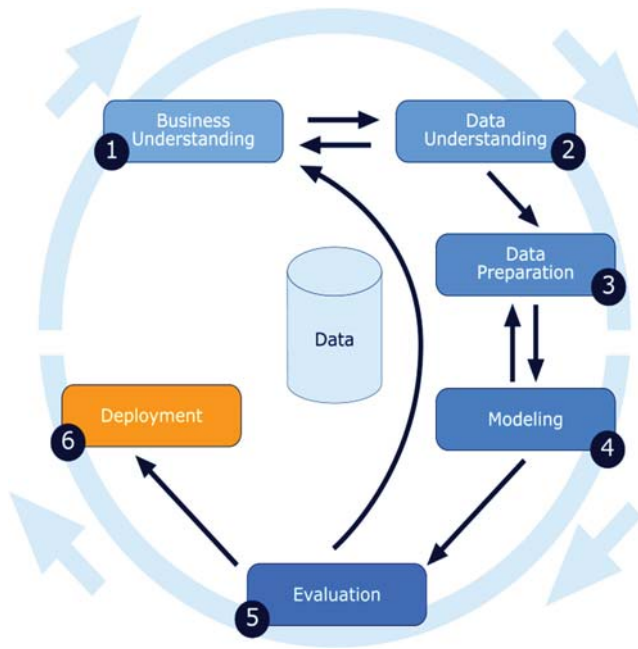 Business
Understanding
1
Data
Understanding
2
Data
Preparation
3
Data
Deployment
6
Modeling
4
Evaluation
5